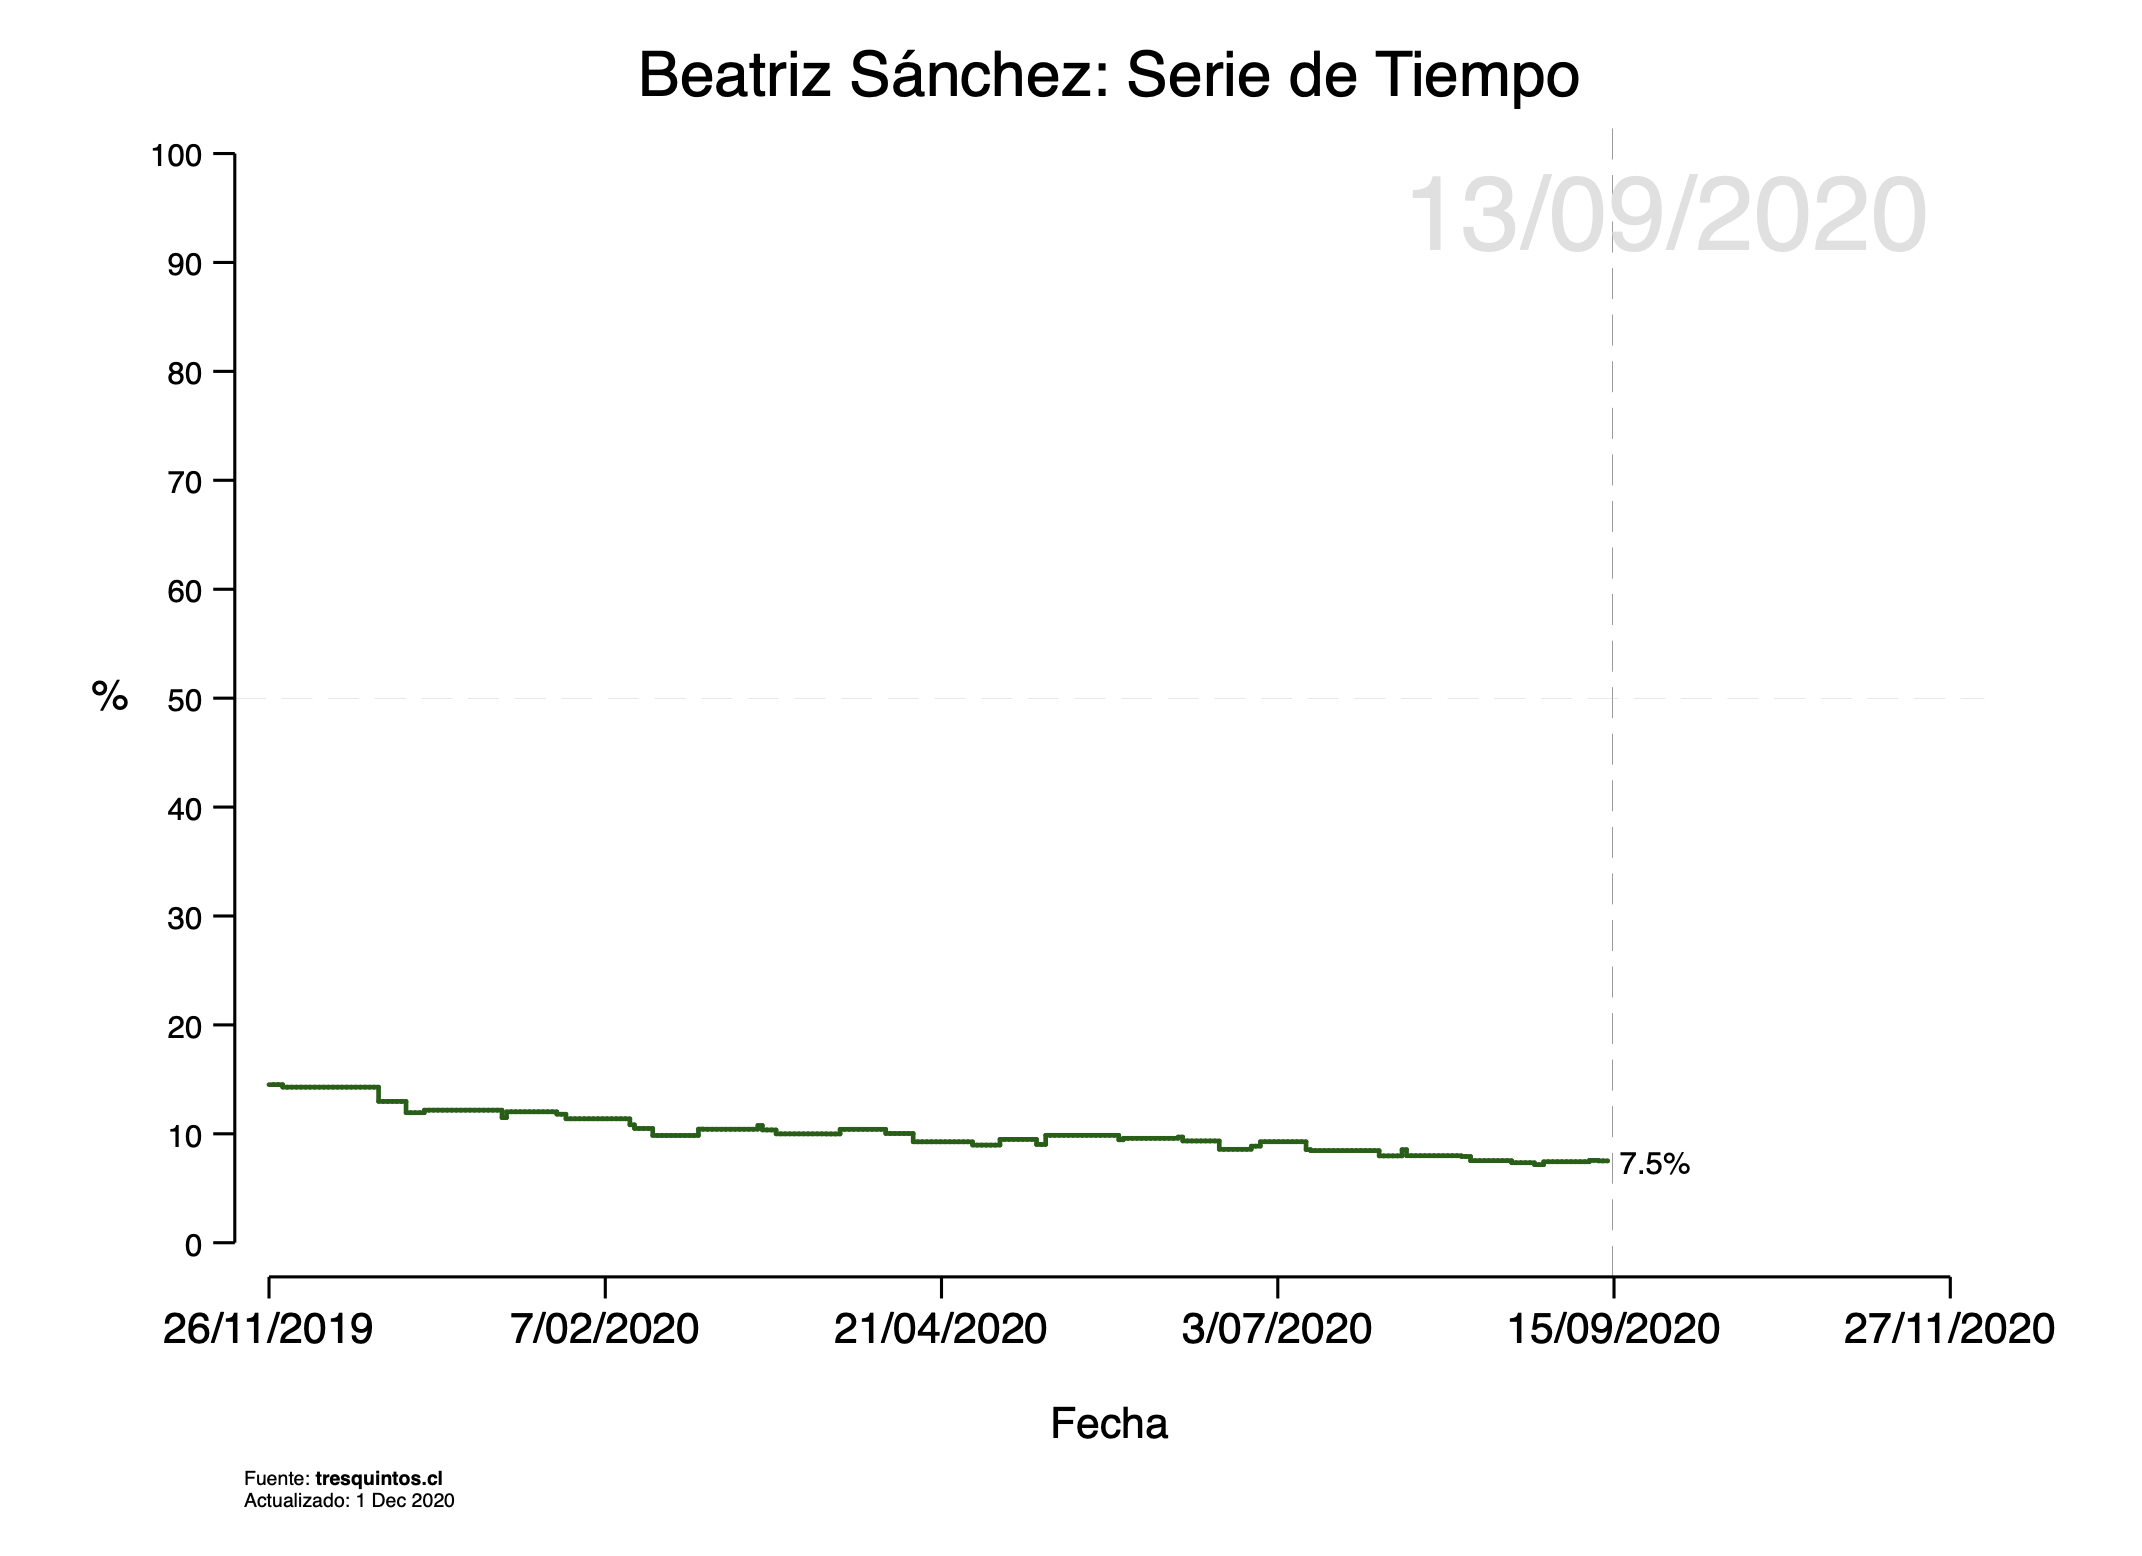 Beatriz Sánchez: Serie de Tiempo
13/09/2020
100
90
80
70
60
50
40
30
20
10
0
%
7.5%
26/11/2019 7/02/2020 21/04/2020 3/07/2020 15/09/2020 27/11/2020
Fecha
Fuente: tresquintos.cl
Actualizado: 1 Dec 2020